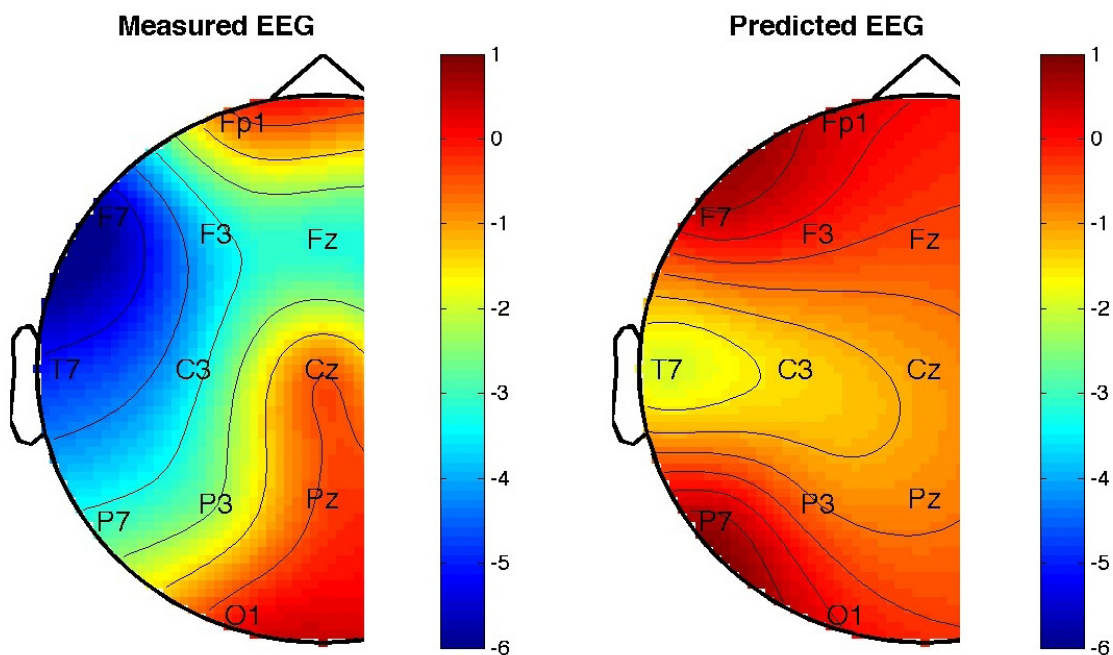 Measured EEG
Fp1
F7
F3
Fz
T7
C3
Cz
P7
P3
Pz
O1
1
0
-1
-2
-3
-4
-5
-6
Predicted EEG
Fp1
F7
F3
Fz
T7
C3
Cz
P7
P3
Pz
O1
1
0
-1
-2
-3
-4
-5
-6